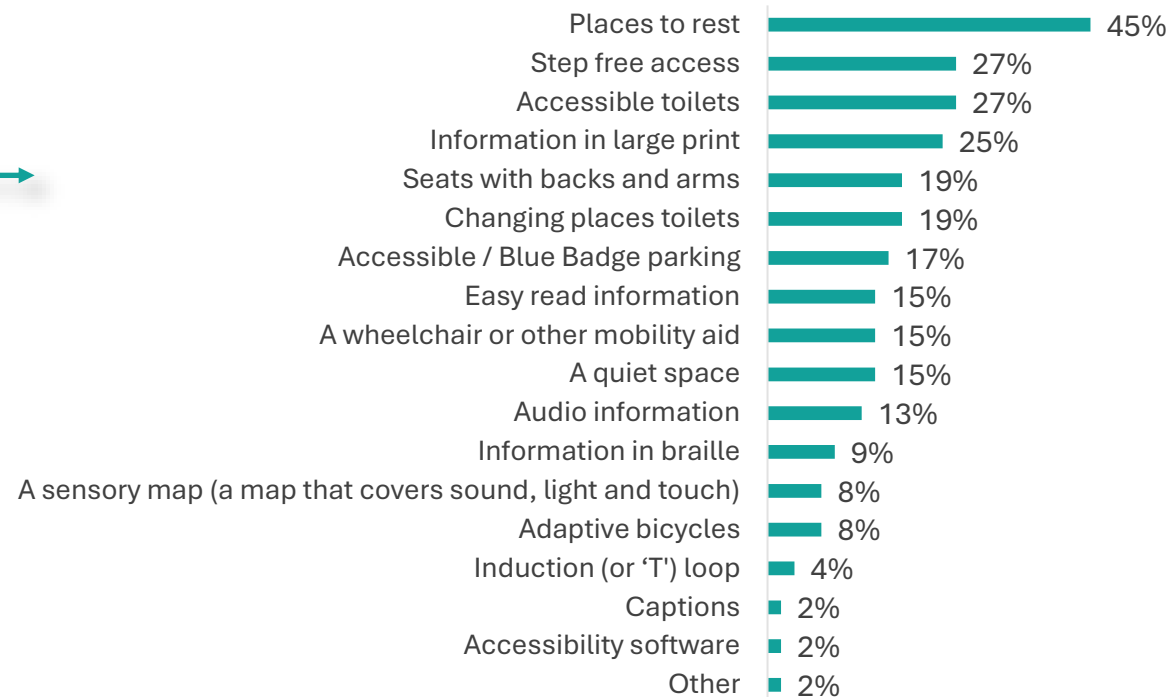 Places to rest 45%
Step free access 27%
Accessible toilets 27%
Information in large print 25%
Seats with backs and arms 19%
Changing places toilets 19%
Accessible / Blue Badge parking 17%
Easy read information 15%
A wheelchair or other mobility aid 15%
A quiet space 15%
Audio information 13%
Information in braille 9%
A sensory map (a map that covers sound, light and touch) 8%
Adaptive bicycles 8%
Induction (or ‘T') loop 4%
Captions 2%
Accessibility software 2%
Other 2%